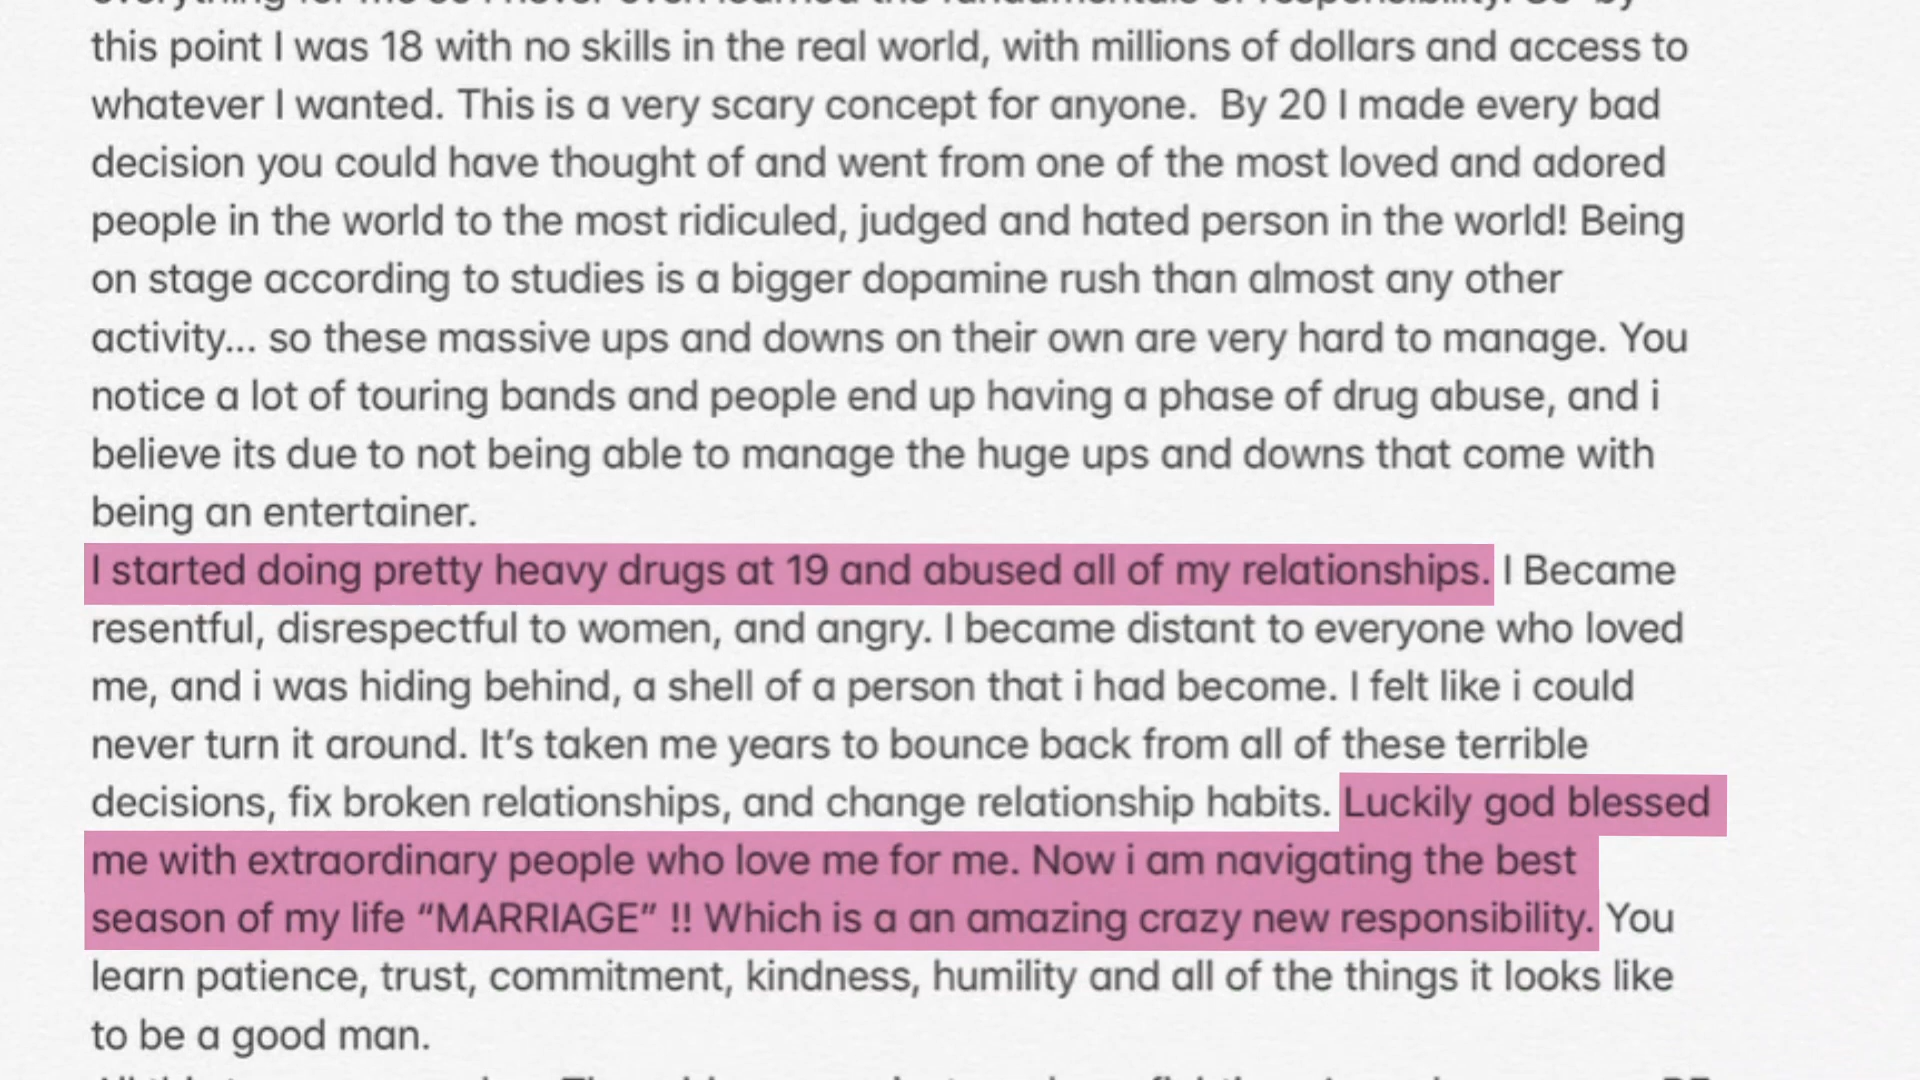 this point I was 18 with no skills in the real world, with millions of dollars and access to
whatever I wanted. This is a very scary concept for anyone.  By 20 I made every bad
decision you could have thought of and went from one of the most loved and adored
people in the world to the most ridiculed, judged and hated person in the world! Being
on stage according to studies is a bigger dopamine rush than almost any other
activity... so these massive ups and downs on their own are very hard to manage. You
notice a lot of touring bands and people end up having a phase of drug abuse, and i
believe its due to not being able to manage the huge ups and downs that come with
being an entertainer.
I started doing pretty heavy drugs at 19 and abused all of my relationships. I Became
resentful, disrespectful to women, and angry. I became distant to everyone who loved
me, and i was hiding behind, a shell of a person that i had become. I felt like i could
never turn it around. It’s taken me years to bounce back from all of these terrible
decisions, fix broken relationships, and change relationship habits. Luckily god blessed
me with extraordinary people who love me for me. Now i am navigating the best
season of my life “MARRIAGE” !! Which is a an amazing crazy new responsibility. You
learn patience, trust, commitment, kindness, humility and all of the things it looks like
to be a good man.